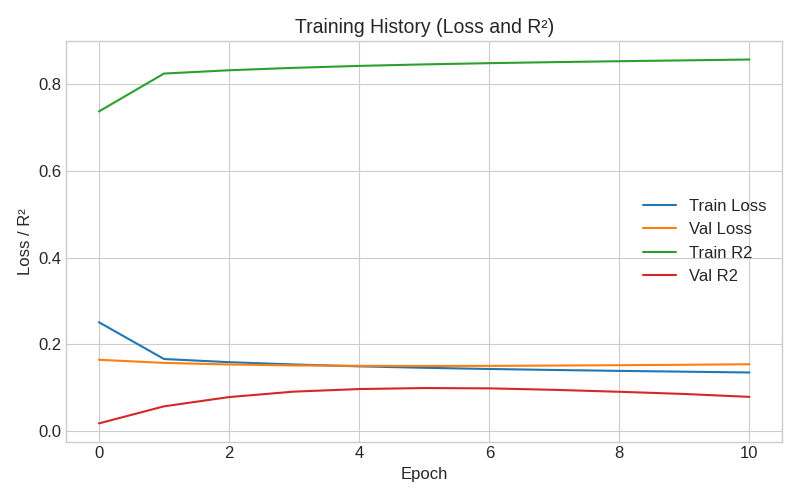 Training History (Loss and R²)
Loss / R²
0.8
0.6
0.4
0.2
0.0
Train Loss
Val Loss
Train R2
Val R2
0 2 4 6 8 10
Epoch